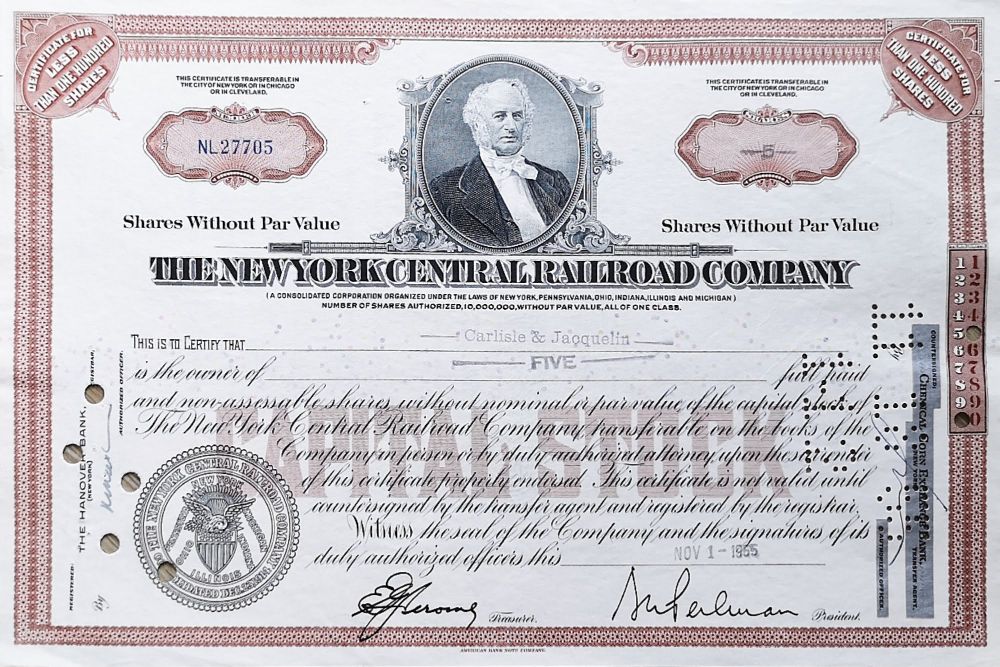 CERTIFICATE FOR
LESS
THAN ONE HUNDRED
SHARES
CERTIFICATE FOR
LESS
THAN ONE HUNDRED
SHARES
THIS CERTIFICATE IS TRANSFERABLE IN
THE CITY OF NEW YORK OR IN CHICAGO
OR IN CLEVELAND.
THIS CERTIFICATE IS TRANSFERABLE IN
THE CITY OF NEW YORK OR IN CHICAGO
OR IN CLEVELAND.
NUMBER
NL27705
SHARES
5
Shares Without Par Value
Shares Without Par Value
THE NEW YORK CENTRAL RAILROAD COMPANY
(A CONSOLIDATED CORPORATION ORGANIZED UNDER THE LAWS OF NEW YORK, PENNSYLVANIA, OHIO, INDIANA, ILLINOIS AND MICHIGAN)
NUMBER OF SHARES AUTHORIZED, 10,000,000, WITHOUT PAR VALUE, ALL OF ONE CLASS.
THIS IS TO CERTIFY THAT Carlisle & Jacquelin
FIVE
is the owner of full paid
and non-assessable shares, without nominal or par value, of the capital stock of
The New York Central Railroad Company, transferable on the books of the
Company in person or by duly authorized attorney upon the surrender
of this certificate properly endorsed. This certificate is not valid until
countersigned by the transfer agent and registered by the registrar.
Witness the seal of the Company and the signatures of its
duly authorized officers this NOV 1 - 1955
CAPITAL STOCK
Treasurer.
President.
REGISTERED:
THE HANOVER BANK,
(NEW YORK)
REGISTRAR,
By
AUTHORIZED OFFICER.
COUNTERSIGNED:
CHEMICAL CORN EXCHANGE BANK,
(NEW YORK)
TRANSFER AGENT,
By
AUTHORIZED OFFICER.
THE NEW YORK CENTRAL RAILROAD COMPANY
NEW YORK
OHIO
INDIANA
MICHIGAN
ILLINOIS
1 1
2 2
3 3
4 4
5
6 6
7 7
8 8
9 9
0
AMERICAN BANK NOTE COMPANY.